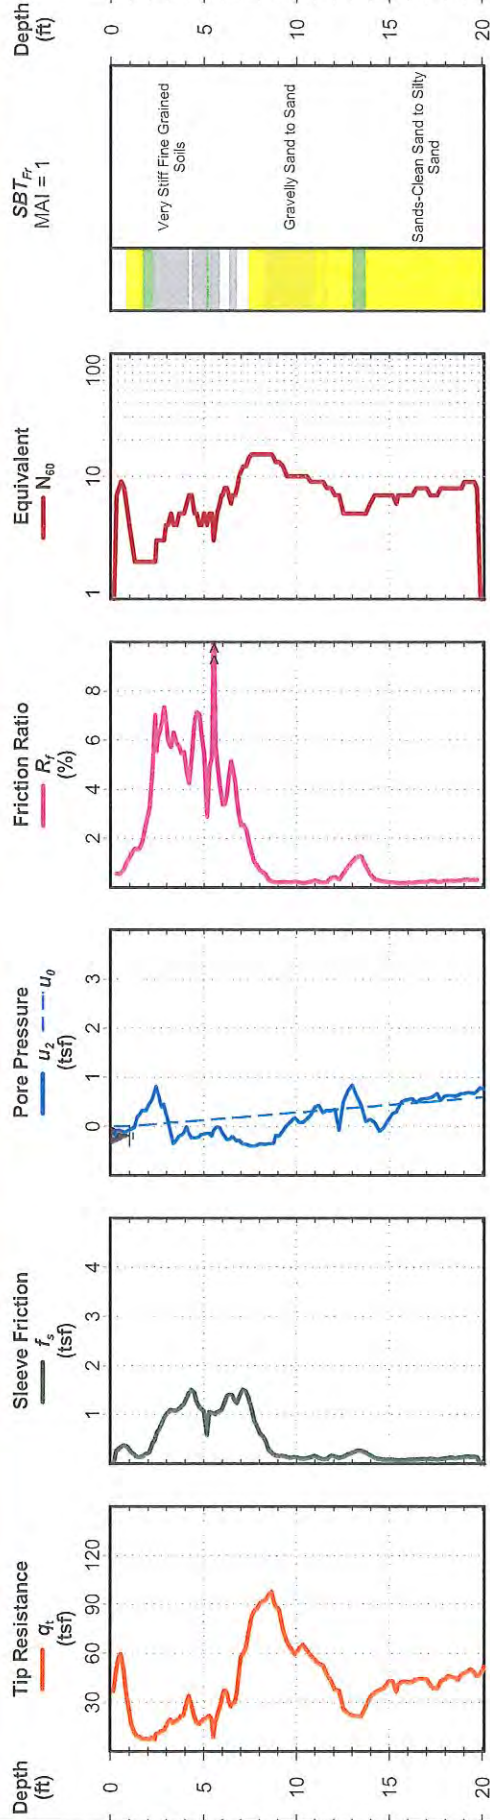 Depth
(ft)
0
5
10
15
20
Tip Resistance
qt
(tsf)
30
60
90
120
Sleeve Friction
fs
(tsf)
1
2
3
4
Pore Pressure
u2
u0
(tsf)
0
1
2
3
Friction Ratio
Rf
(%)
2
4
6
8
Equivalent
N60
1
10
100
SBTFr
MAI = 1
Very Stiff Fine Grained
Soils
Gravelly Sand to Sand
Sands-Clean Sand to Silty
Sand
Depth
(ft)
0
5
10
15
20